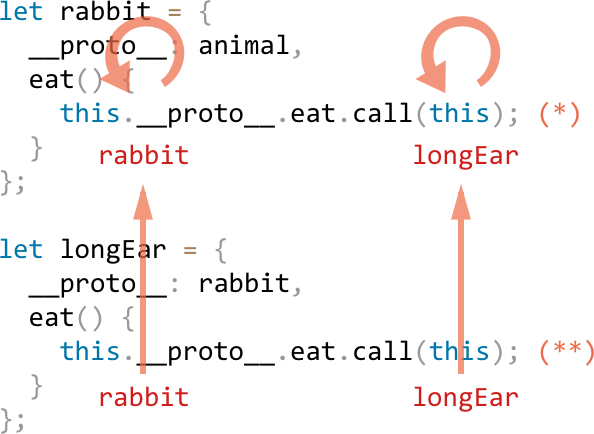 let rabbit = {
  __proto__: animal,
  eat() {
    this.__proto__.eat.call(this); (*)
  }
rabbit longEar
};
let longEar = {
  __proto__: rabbit,
  eat() {
    this.__proto__.eat.call(this); (**)
  }
rabbit longEar
};